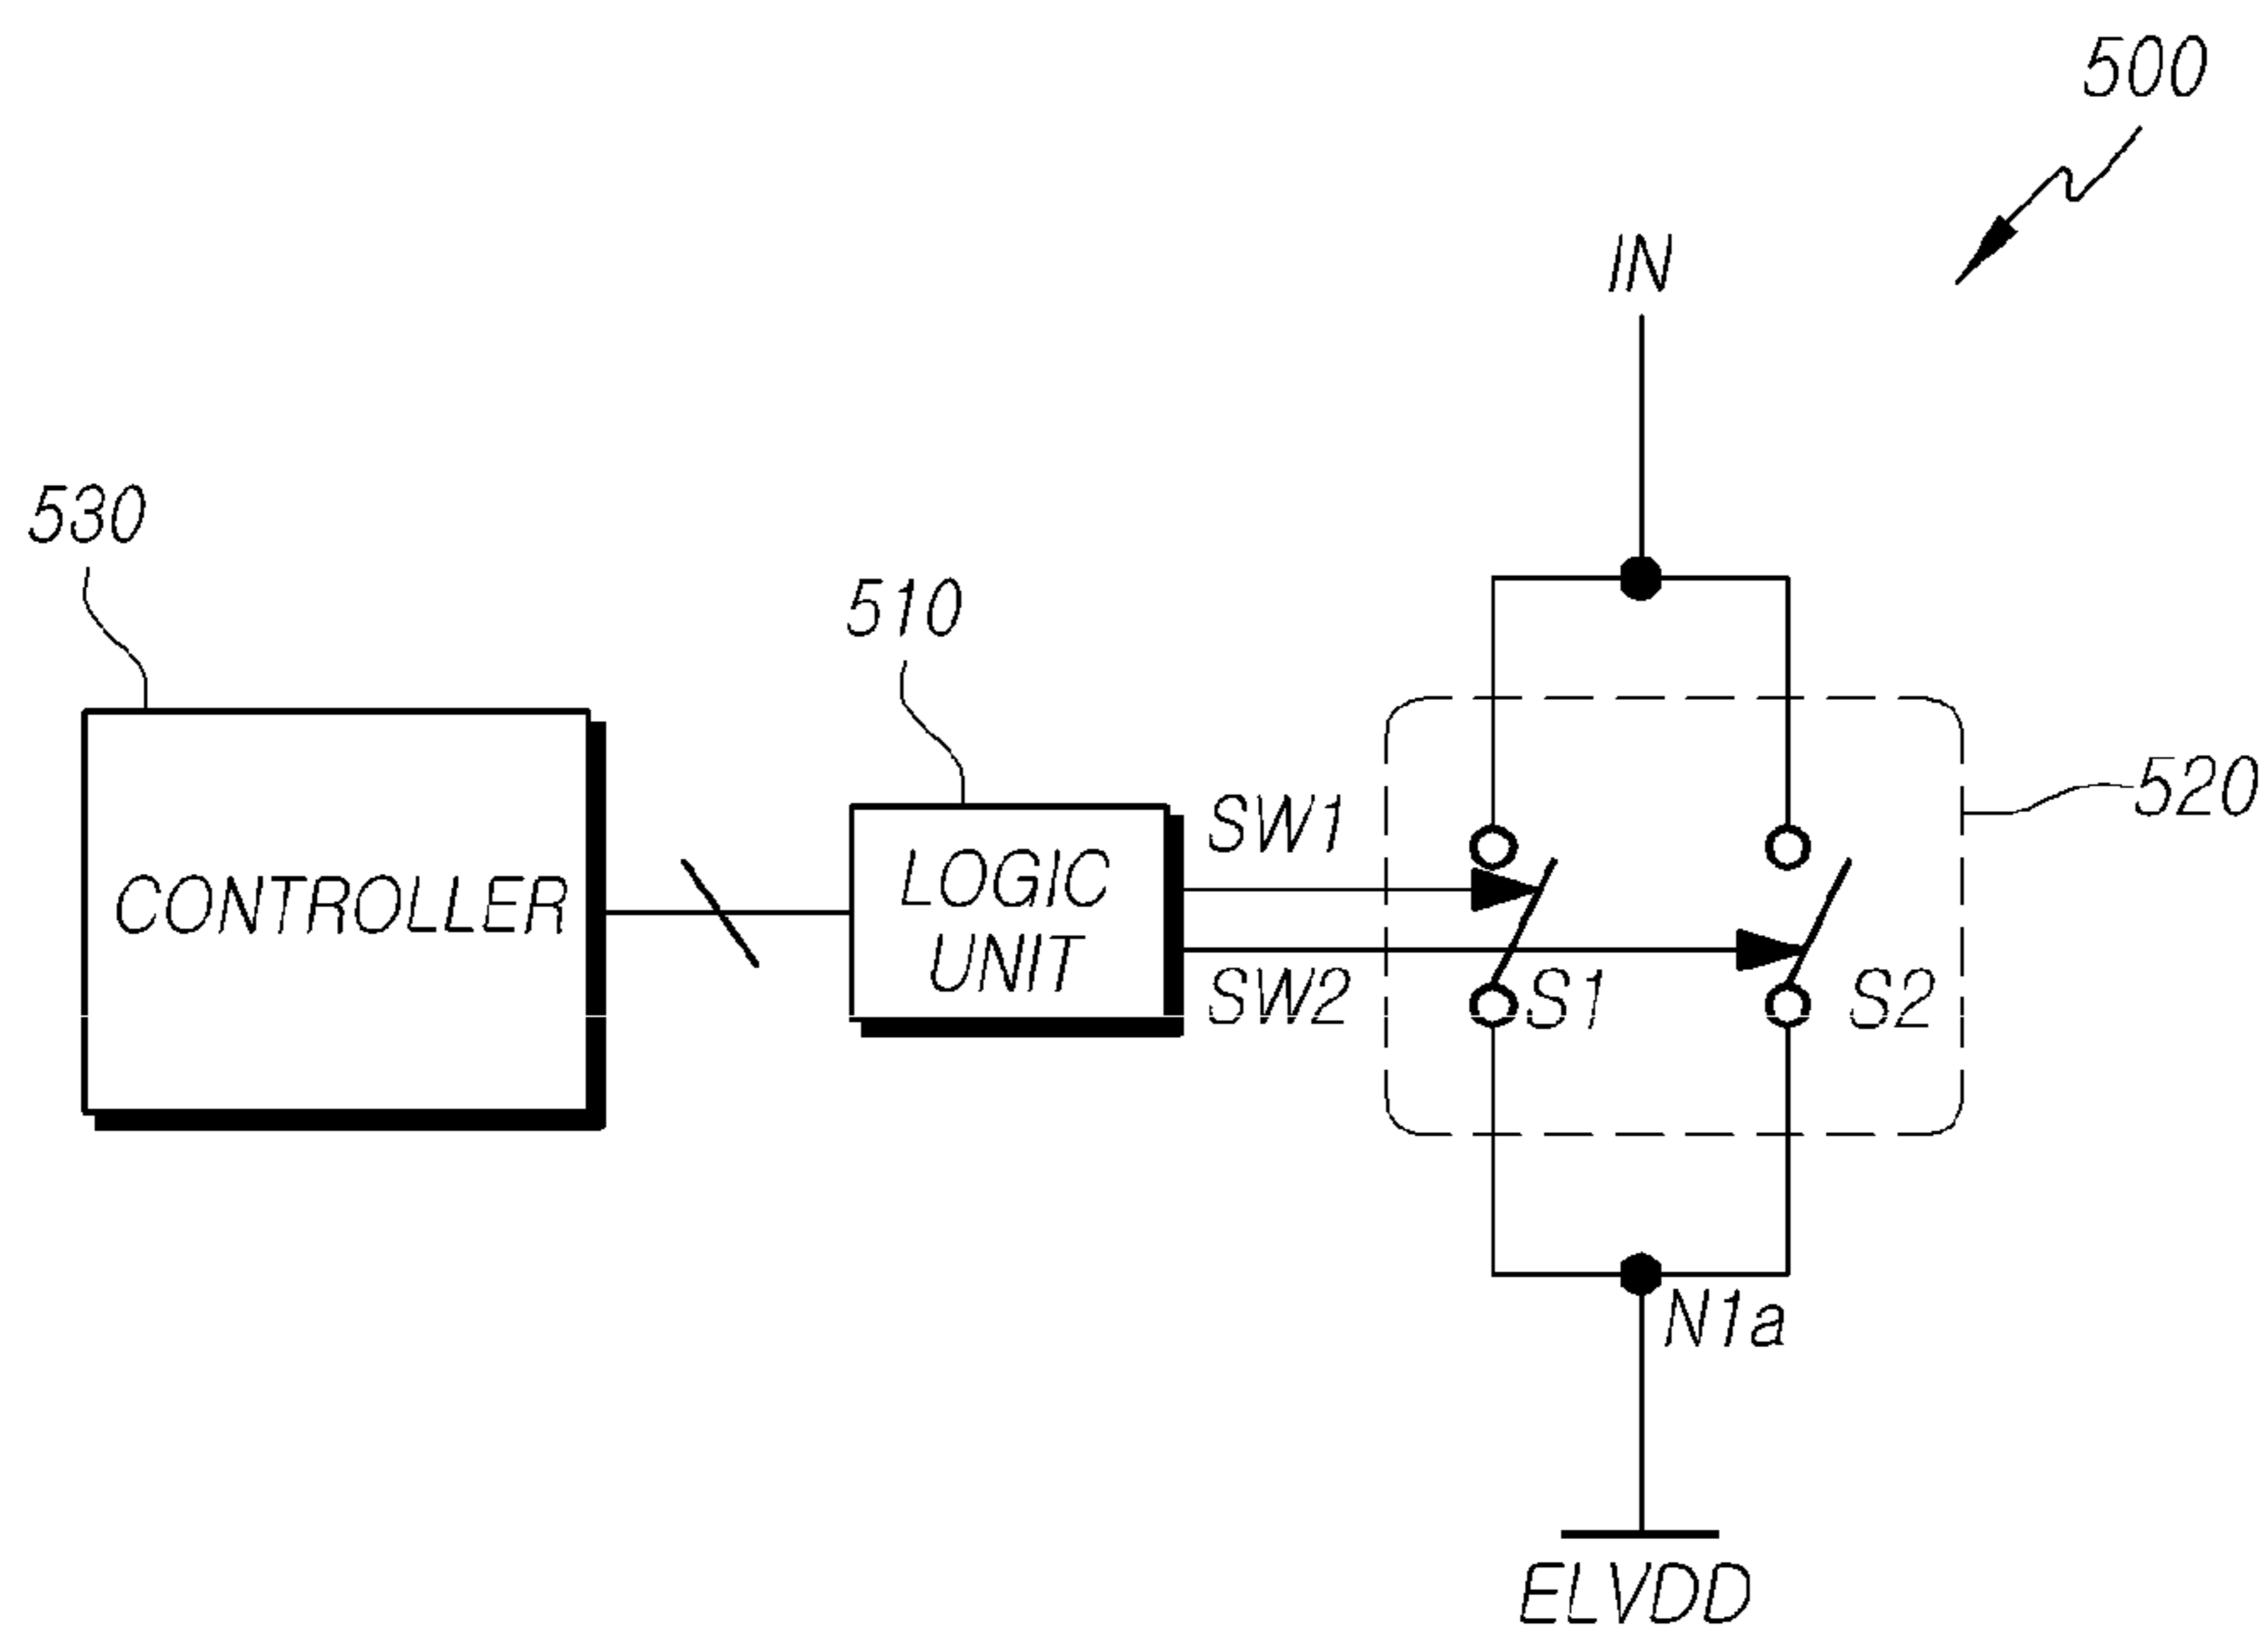 500
IN
530
510
520
SW1
CONTROLLER
LOGIC
UNIT
SW2
S1
S2
N1a
ELVDD